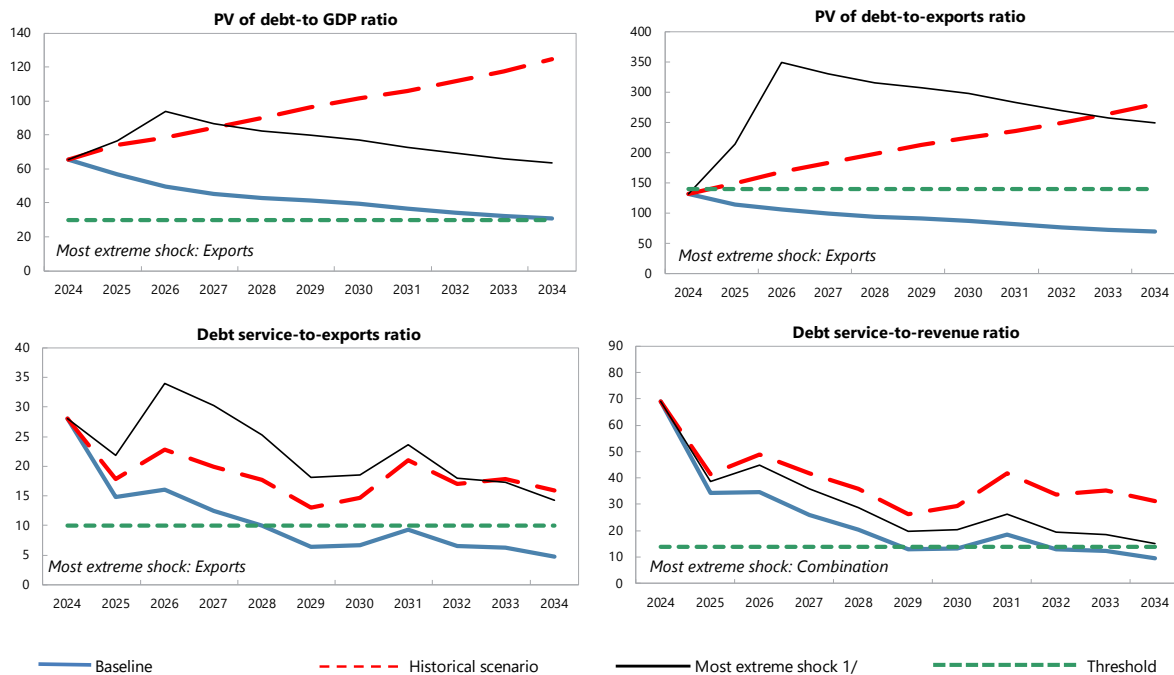 PV of debt-to GDP ratio
140
120
100
80
60
40
20
0
Most extreme shock: Exports
2024 2025 2026 2027 2028 2029 2030 2031 2032 2033 2034
PV of debt-to-exports ratio
400
350
300
250
200
150
100
50
0
Most extreme shock: Exports
2024 2025 2026 2027 2028 2029 2030 2031 2032 2033 2034
Debt service-to-exports ratio
40
35
30
25
20
15
10
5
0
Most extreme shock: Exports
2024 2025 2026 2027 2028 2029 2030 2031 2032 2033 2034
Debt service-to-revenue ratio
90
80
70
60
50
40
30
20
10
0
Most extreme shock: Combination
2024 2025 2026 2027 2028 2029 2030 2031 2032 2033 2034
Baseline Historical scenario Most extreme shock 1/ Threshold